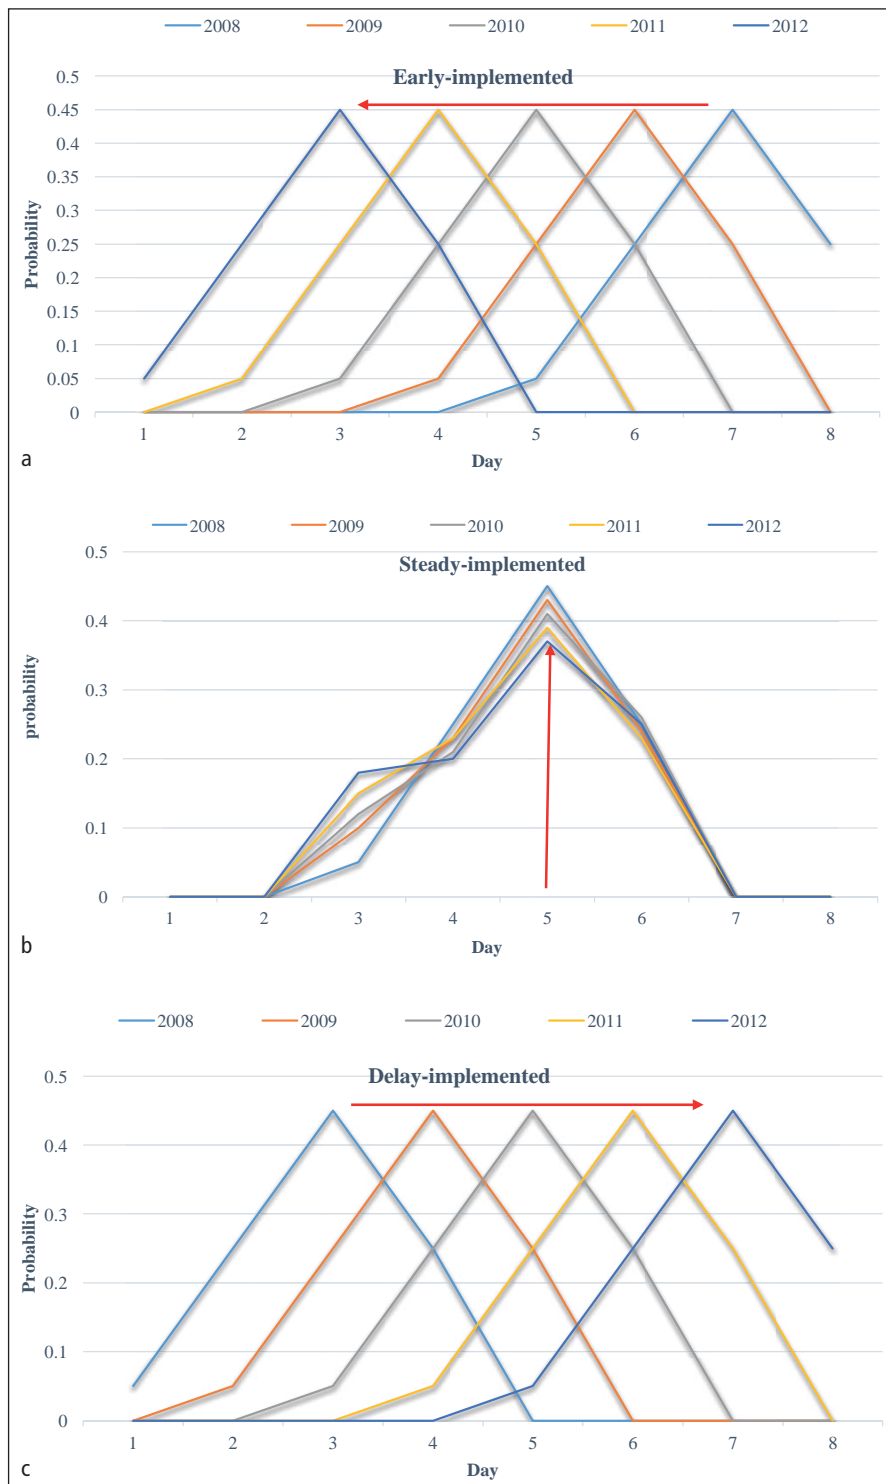 2008 2009 2010 2011 2012
Early-implemented
0.5
0.45
0.4
0.35
0.3
0.25
0.2
0.15
0.1
0.05
0
Probability
1 2 3 4 5 6 7 8
Day
a
2008 2009 2010 2011 2012
Steady-implemented
0.5
0.4
0.3
0.2
0.1
0
probability
1 2 3 4 5 6 7 8
Day
b
2008 2009 2010 2011 2012
Delay-implemented
0.5
0.4
0.3
0.2
0.1
0
Probability
1 2 3 4 5 6 7 8
Day
c